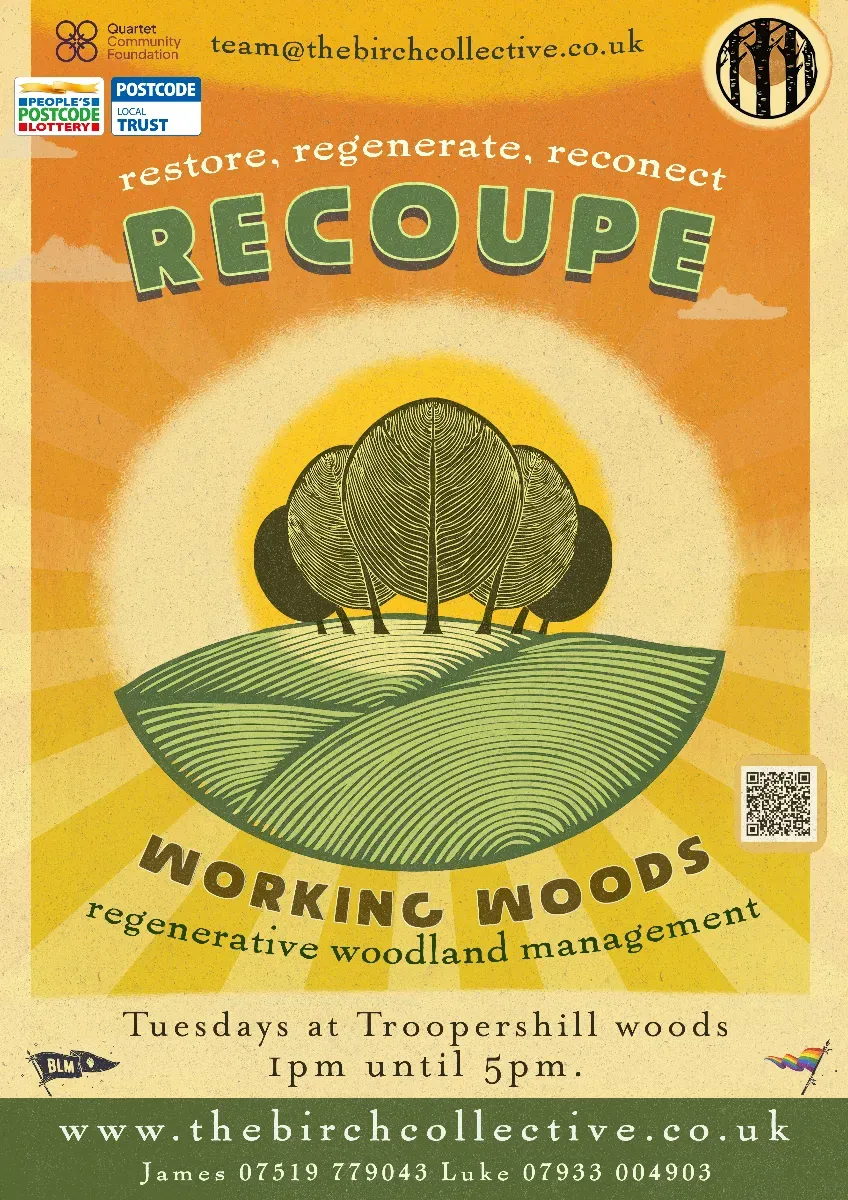 Quartet
Community
Foundation
team@thebirchcollective.co.uk
PEOPLE'S
POSTCODE
LOTTERY
POSTCODE
LOCAL
TRUST
restore, regenerate, reconect
RECOUPE
WORKING WOODS
regenerative woodland management
Tuesdays at Troopershill woods
1pm until 5pm.
BLM
www.thebirchcollective.co.uk
James 07519 779043 Luke 07933 004903